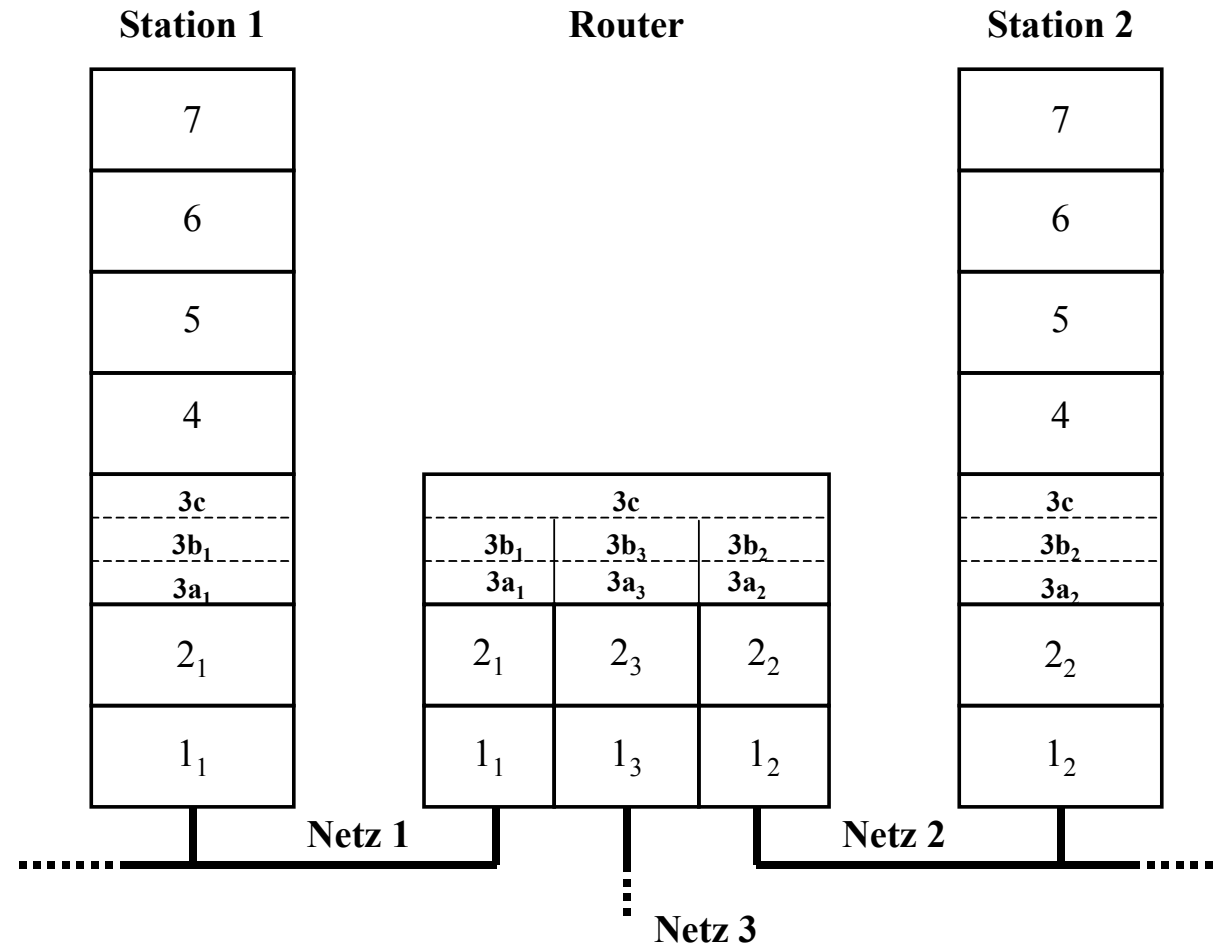 Station 1 Router Station 2
7 7
6 6
5 5
4 4
3c 3c 3c
3b₁ 3b₁ 3b₃ 3b₂ 3b₂
3a₁ 3a₁ 3a₃ 3a₂ 3a₂
2₁ 2₁ 2₃ 2₂ 2₂
1₁ 1₁ 1₃ 1₂ 1₂
Netz 1 Netz 2
Netz 3